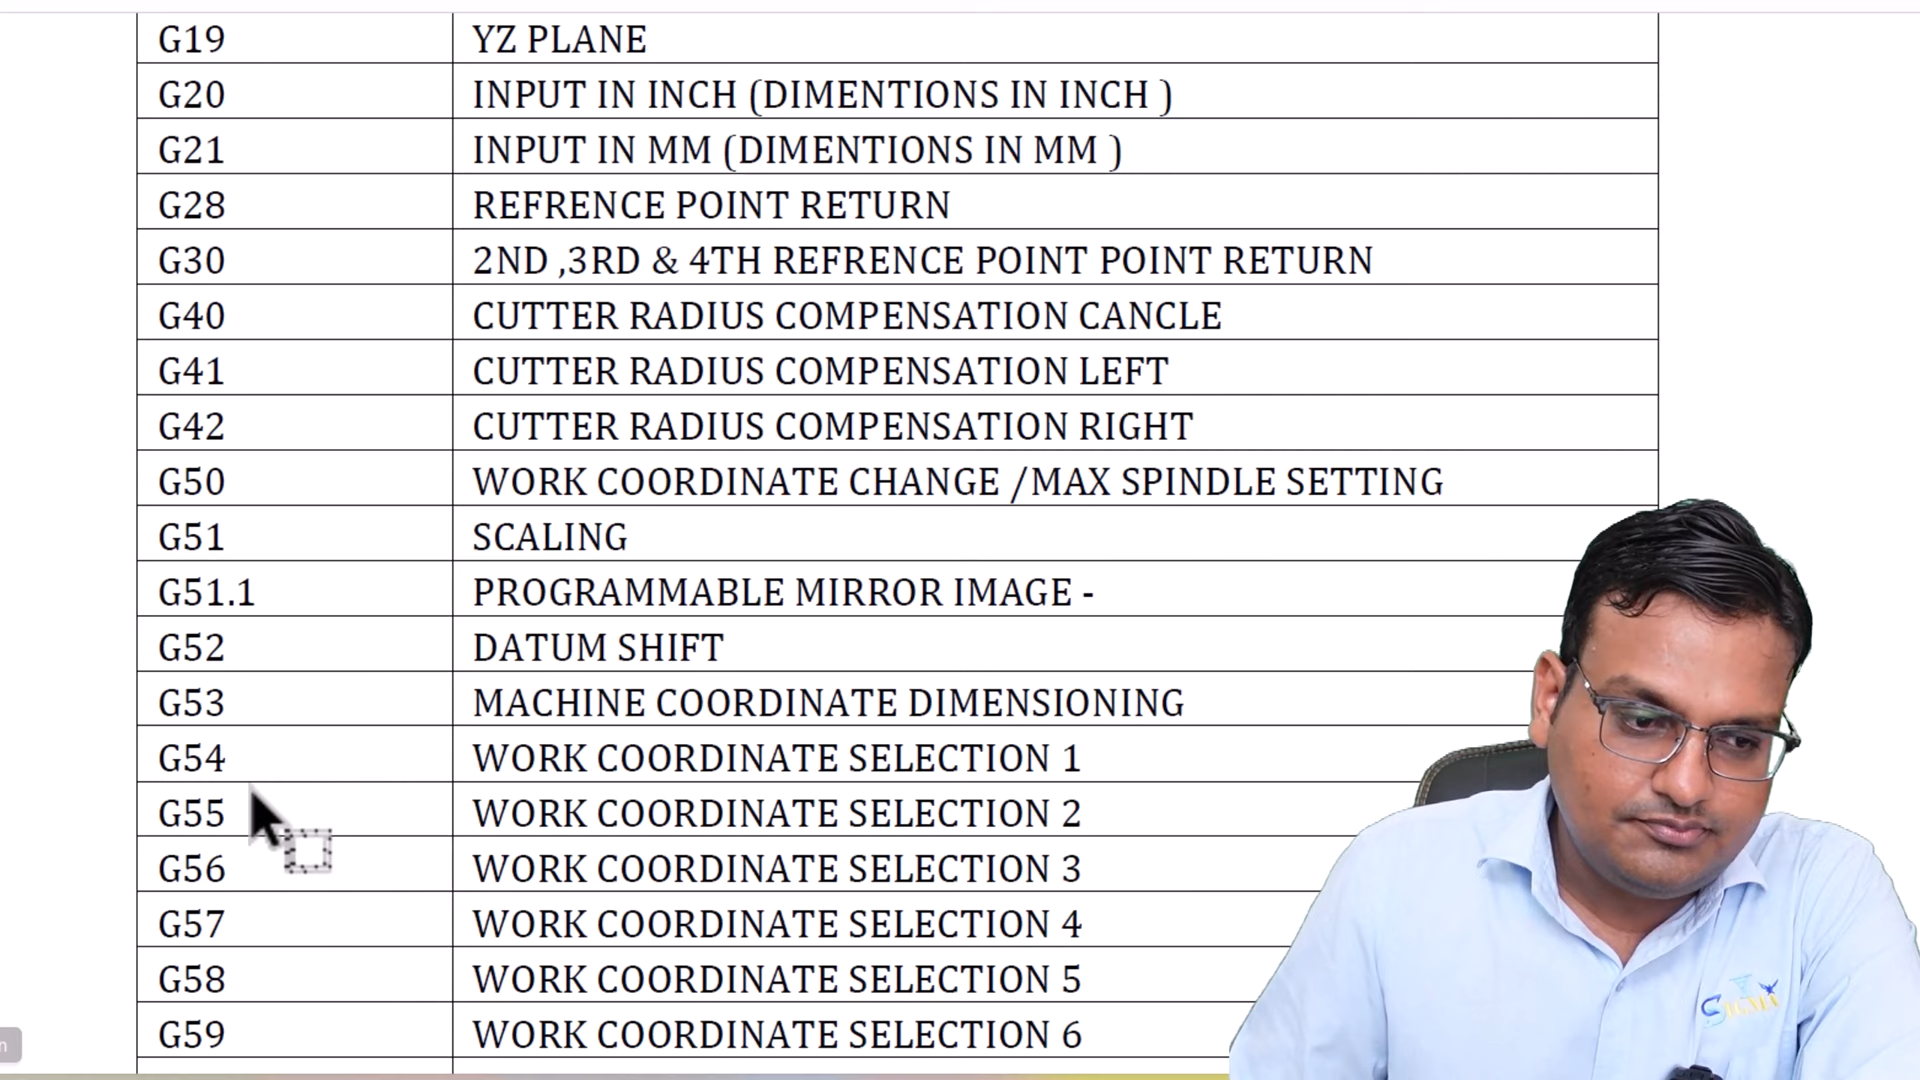 G19 YZ PLANE
G20 INPUT IN INCH (DIMENTIONS IN INCH )
G21 INPUT IN MM (DIMENTIONS IN MM )
G28 REFRENCE POINT RETURN
G30 2ND ,3RD & 4TH REFRENCE POINT POINT RETURN
G40 CUTTER RADIUS COMPENSATION CANCLE
G41 CUTTER RADIUS COMPENSATION LEFT
G42 CUTTER RADIUS COMPENSATION RIGHT
G50 WORK COORDINATE CHANGE /MAX SPINDLE SETTING
G51 SCALING
G51.1 PROGRAMMABLE MIRROR IMAGE -
G52 DATUM SHIFT
G53 MACHINE COORDINATE DIMENSIONING
G54 WORK COORDINATE SELECTION 1
G55 WORK COORDINATE SELECTION 2
G56 WORK COORDINATE SELECTION 3
G57 WORK COORDINATE SELECTION 4
G58 WORK COORDINATE SELECTION 5
G59 WORK COORDINATE SELECTION 6